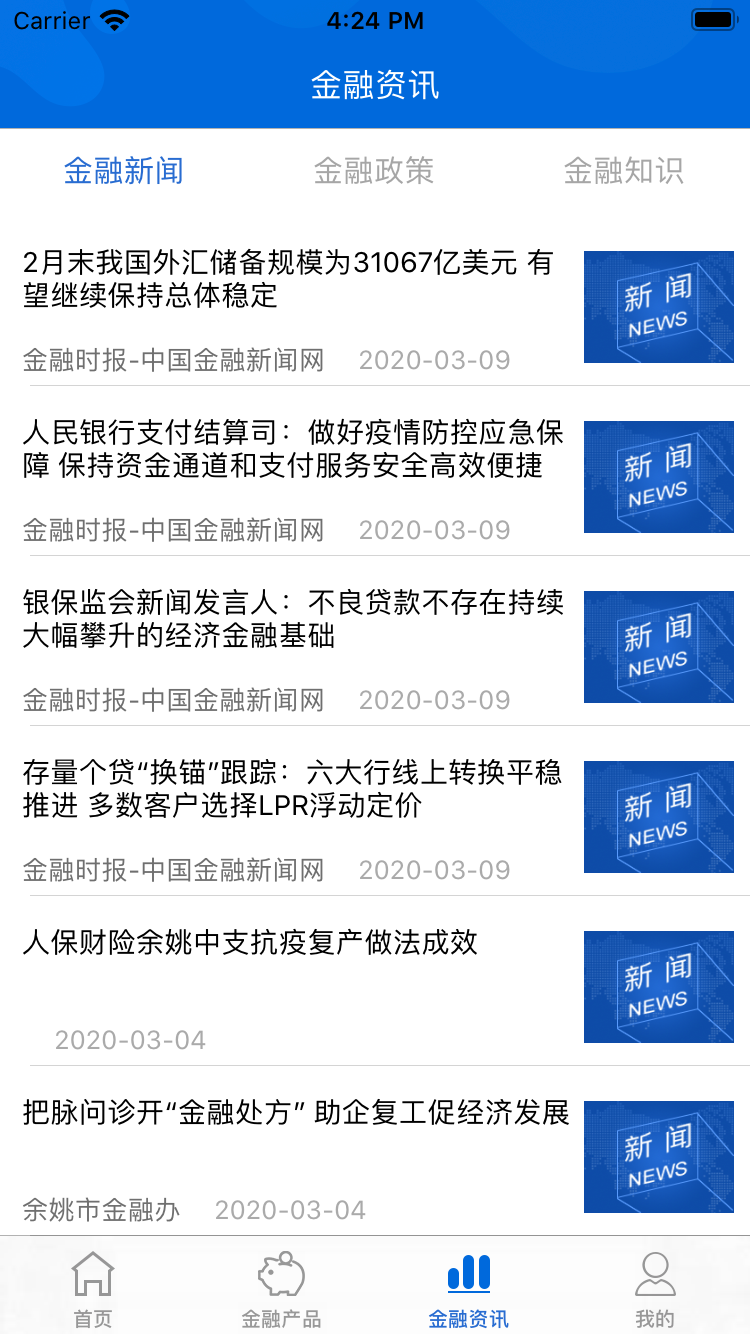 Carrier 4:24 PM
金融资讯
金融新闻 金融政策 金融知识
2月末我国外汇储备规模为31067亿美元 有
望继续保持总体稳定
金融时报-中国金融新闻网 2020-03-09
新闻
NEWS
人民银行支付结算司：做好疫情防控应急保
障 保持资金通道和支付服务安全高效便捷
金融时报-中国金融新闻网 2020-03-09
新闻
NEWS
银保监会新闻发言人：不良贷款不存在持续
大幅攀升的经济金融基础
金融时报-中国金融新闻网 2020-03-09
新闻
NEWS
存量个贷“换锚”跟踪：六大行线上转换平稳
推进 多数客户选择LPR浮动定价
金融时报-中国金融新闻网 2020-03-09
新闻
NEWS
人保财险余姚中支抗疫复产做法成效
2020-03-04
新闻
NEWS
把脉问诊开“金融处方” 助企复工促经济发展
余姚市金融办 2020-03-04
新闻
NEWS
首页 金融产品 金融资讯 我的